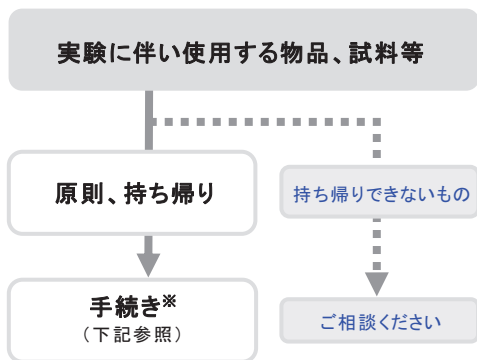 実験に伴い使用する物品、試料等
原則、持ち帰り
持ち帰りできないもの
手続き※
（下記参照）
ご相談ください